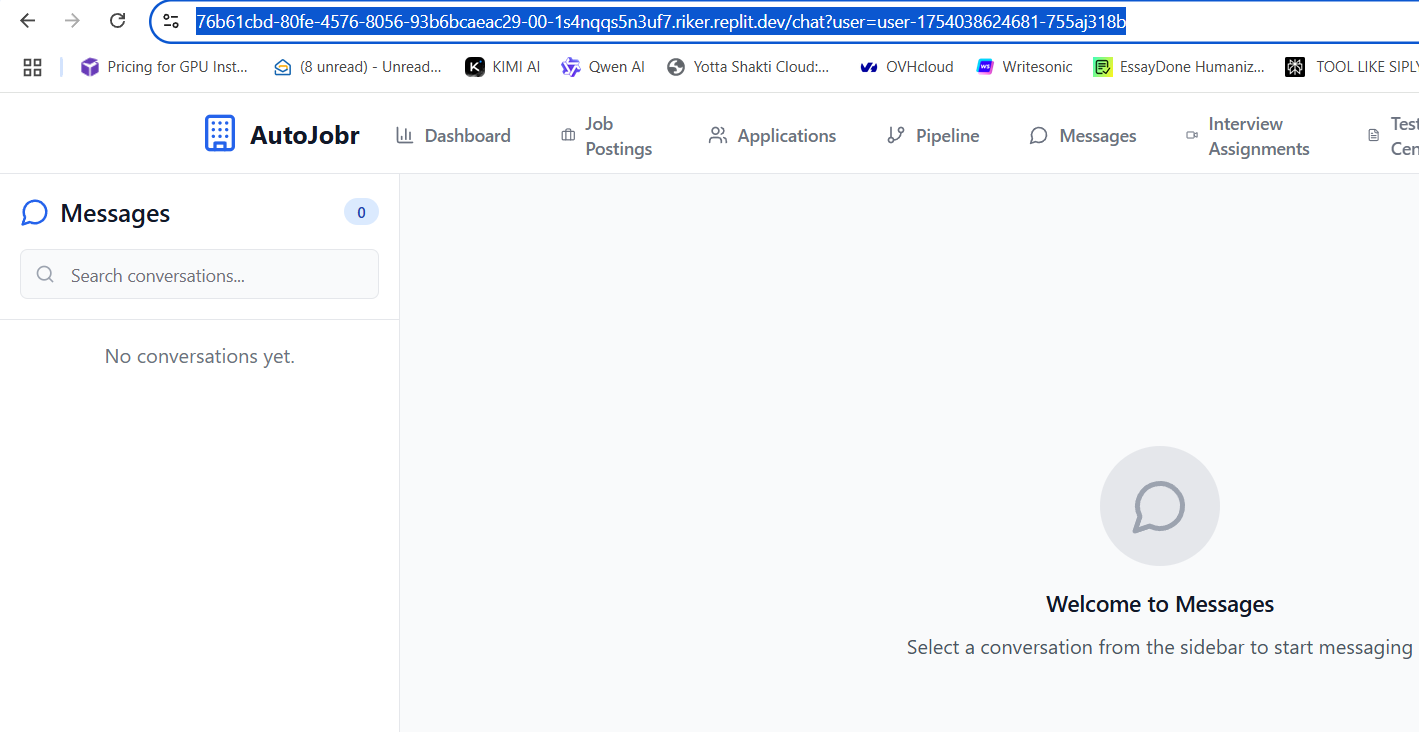 76b61cbd-80fe-4576-8056-93b6bcaeac29-00-1s4nqqs5n3uf7.riker.replit.dev/chat?user=user-1754038624681-755aj318b
Pricing for GPU Inst...
(8 unread) - Unread...
KIMI AI
Qwen AI
Yotta Shakti Cloud:...
OVHcloud
Writesonic
EssayDone Humaniz...
TOOL LIKE SIPLY
AutoJobr
Dashboard
Job
Postings
Applications
Pipeline
Messages
Interview
Assignments
Test
Cen
Messages
0
Search conversations...
No conversations yet.
Welcome to Messages
Select a conversation from the sidebar to start messaging